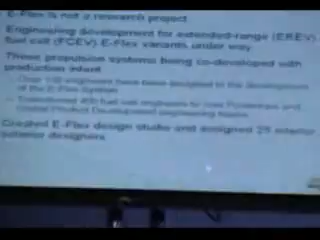 E-Flex is not a research project
Engineering development for extended-range (EREV)
fuel cell (FCEV) E-Flex variants under way
These propulsion systems being co-developed with
production intent
Over 100 engineers have been assigned to the development
of the E-Flex System
Transitioned 400 fuel cell engineers to Powertrain and
Global Product Development engineering teams
Created E-Flex design studio and assigned 25 interior
exterior designers